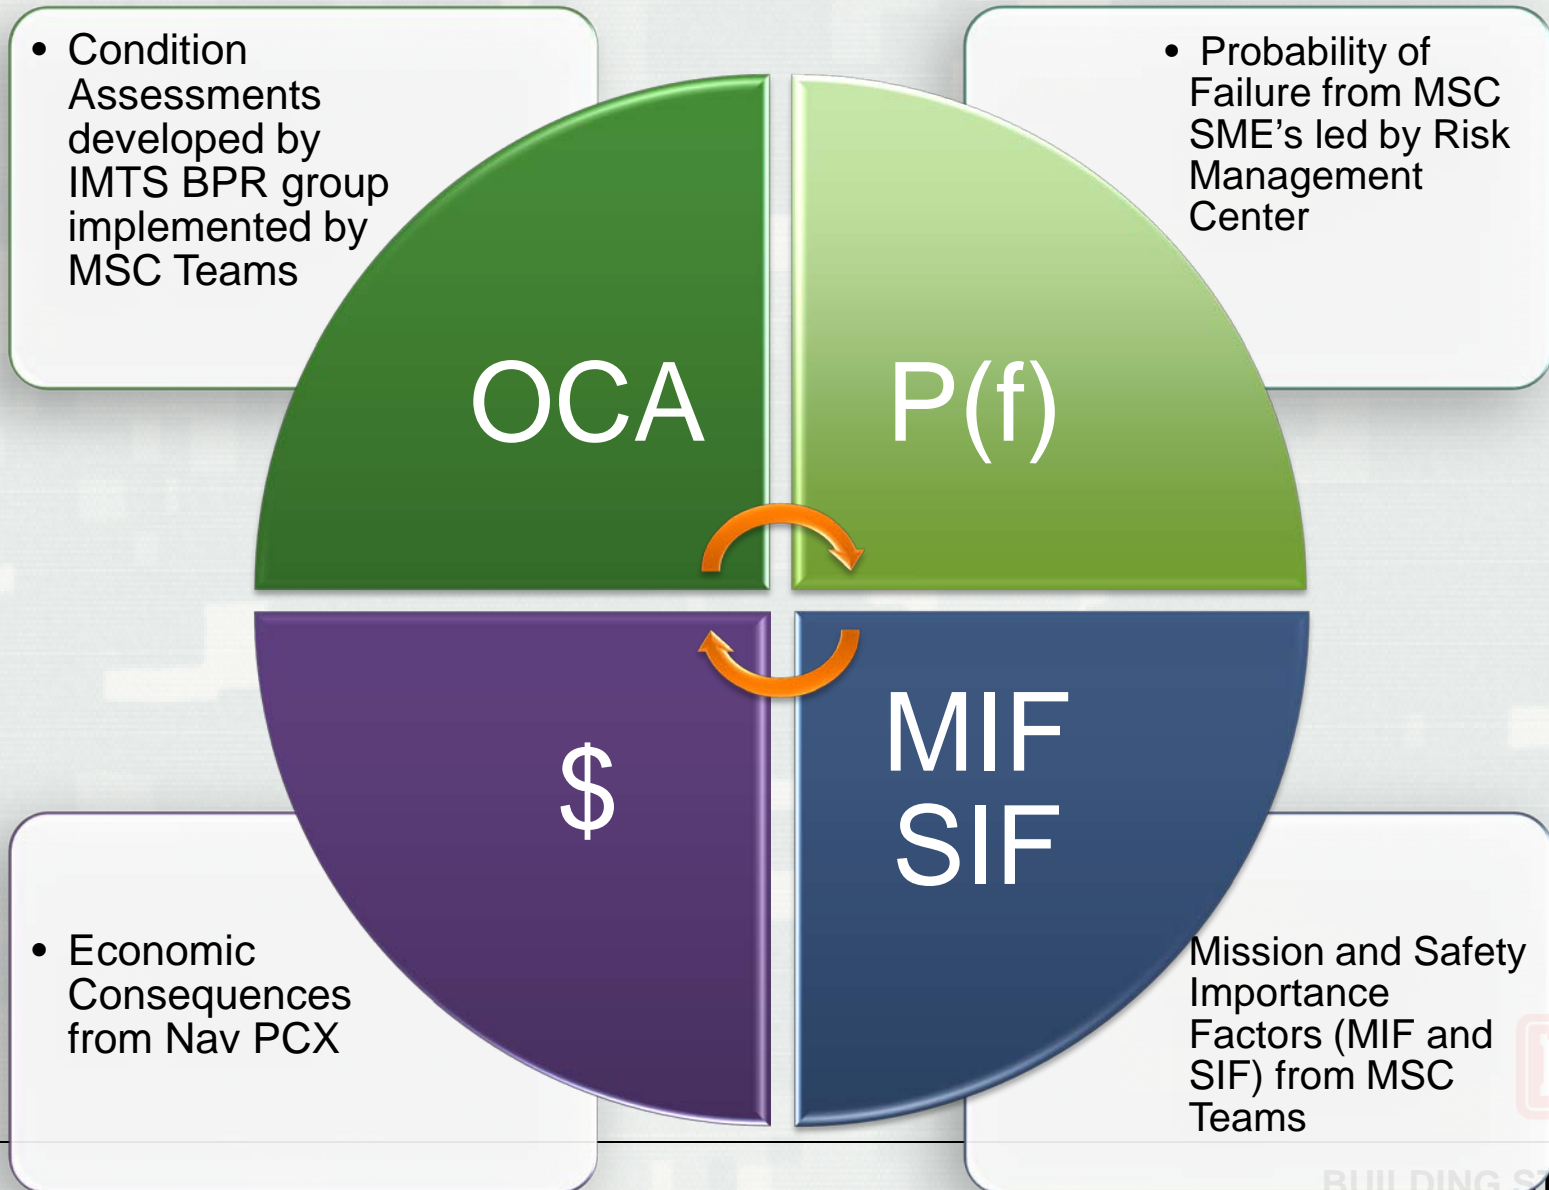 • Condition
Assessments
developed by
IMTS BPR group
implemented by
MSC Teams
• Probability of
Failure from MSC
SME’s led by Risk
Management
Center
OCA
P(f)
$
MIF
SIF
• Economic
Consequences
from Nav PCX
Mission and Safety
Importance
Factors (MIF and
SIF) from MSC
Teams
BUILDING